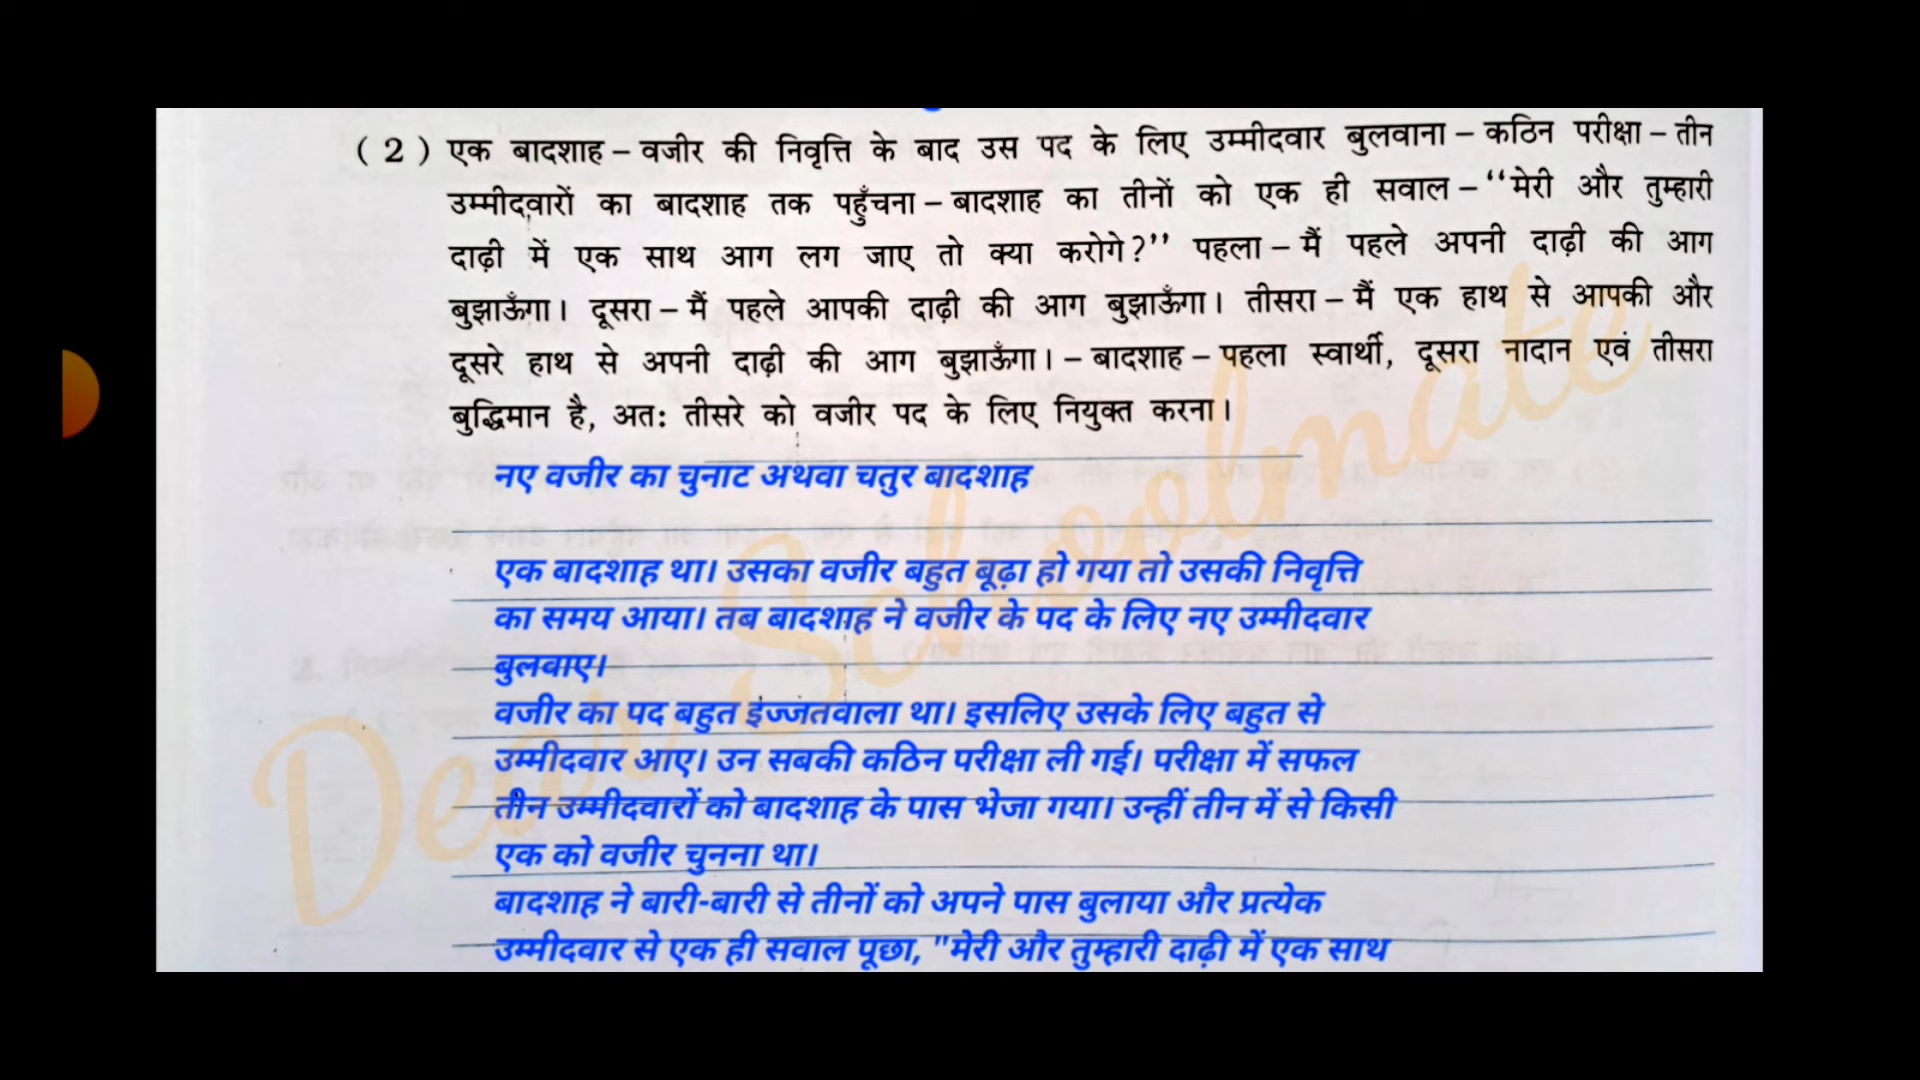 ( 2 ) एक बादशाह – वजीर की निवृत्ति के बाद उस पद के लिए उम्मीदवार बुलवाना – कठिन परीक्षा – तीन
उम्मीदवारों का बादशाह तक पहुँचना – बादशाह का तीनों को एक ही सवाल – “मेरी और तुम्हारी
दाढ़ी में एक साथ आग लग जाए तो क्या करोगे?” पहला – मैं पहले अपनी दाढ़ी की आग
बुझाऊँगा। दूसरा – मैं पहले आपकी दाढ़ी की आग बुझाऊँगा। तीसरा – मैं एक हाथ से आपकी और
दूसरे हाथ से अपनी दाढ़ी की आग बुझाऊँगा। – बादशाह – पहला स्वार्थी, दूसरा नादान एवं तीसरा
बुद्धिमान है, अतः तीसरे को वजीर पद के लिए नियुक्त करना।
नए वजीर का चुनाट अथवा चतुर बादशाह
एक बादशाह था। उसका वजीर बहुत बूढ़ा हो गया तो उसकी निवृत्ति
का समय आया। तब बादशाह ने वजीर के पद के लिए नए उम्मीदवार
बुलवाए।
वजीर का पद बहुत इज्जतवाला था। इसलिए उसके लिए बहुत से
उम्मीदवार आए। उन सबकी कठिन परीक्षा ली गई। परीक्षा में सफल
तीन उम्मीदवारों को बादशाह के पास भेजा गया। उन्हीं तीन में से किसी
एक को वजीर चुनना था।
बादशाह ने बारी-बारी से तीनों को अपने पास बुलाया और प्रत्येक
उम्मीदवार से एक ही सवाल पूछा, "मेरी और तुम्हारी दाढ़ी में एक साथ
Dear Schoolmate